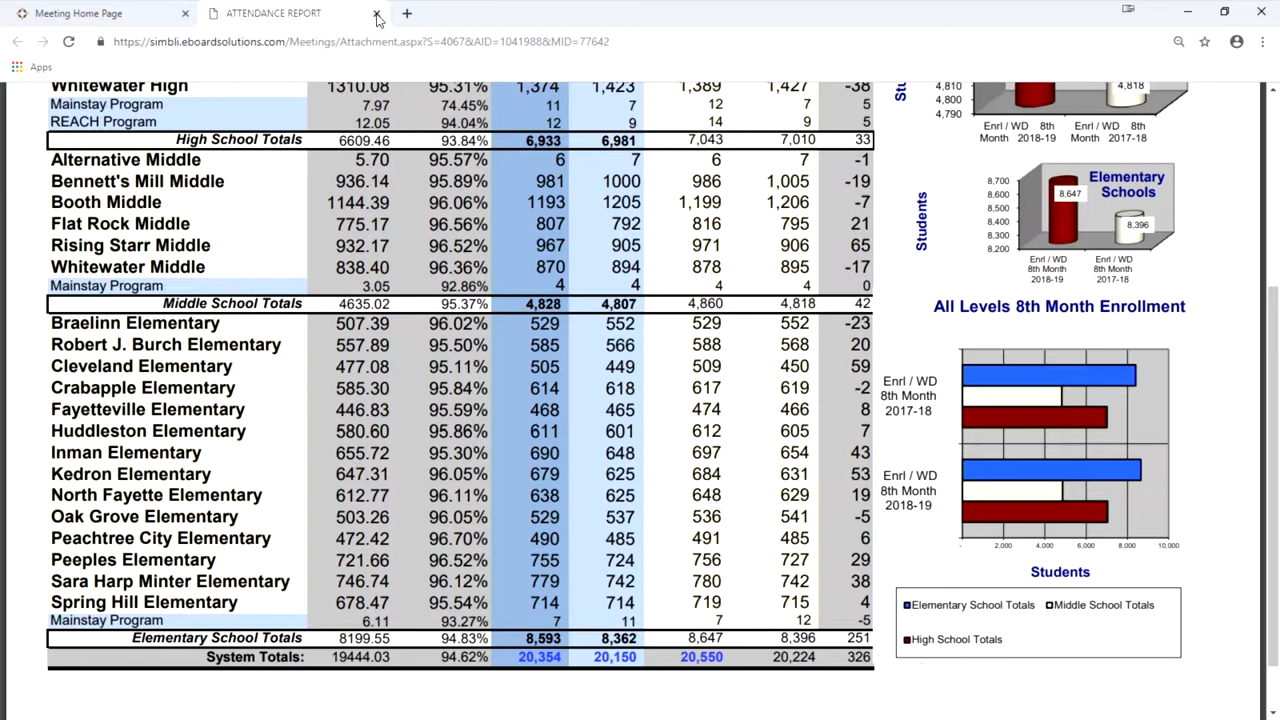 Meeting Home Page
ATTENDANCE REPORT
https://simbli.eboardsolutions.com/Meetings/Attachment.aspx?S=4067&AID=1041988&MID=77642
Apps
Whitewater High 1310.08 95.31% 1,374 1,423 1,389 1,427 -38
Mainstay Program 7.97 74.45% 11 7 12 7 5
REACH Program 12.05 94.04% 12 9 14 9 5
High School Totals 6609.46 93.84% 6,933 6,981 7,043 7,010 33
Alternative Middle 5.70 95.57% 6 7 6 7 -1
Bennett's Mill Middle 936.14 95.89% 981 1000 986 1,005 -19
Booth Middle 1144.39 96.06% 1193 1205 1,199 1,206 -7
Flat Rock Middle 775.17 96.56% 807 792 816 795 21
Rising Starr Middle 932.17 96.52% 967 905 971 906 65
Whitewater Middle 838.40 96.36% 870 894 878 895 -17
Mainstay Program 3.05 92.86% 4 4 4 4 0
Middle School Totals 4635.02 95.37% 4,828 4,807 4,860 4,818 42
Braelinn Elementary 507.39 96.02% 529 552 529 552 -23
Robert J. Burch Elementary 557.89 95.50% 585 566 588 568 20
Cleveland Elementary 477.08 95.11% 505 449 509 450 59
Crabapple Elementary 585.30 95.84% 614 618 617 619 -2
Fayetteville Elementary 446.83 95.59% 468 465 474 466 8
Huddleston Elementary 580.60 95.86% 611 601 612 605 7
Inman Elementary 655.72 95.30% 690 648 697 654 43
Kedron Elementary 647.31 96.05% 679 625 684 631 53
North Fayette Elementary 612.77 96.11% 638 625 648 629 19
Oak Grove Elementary 503.26 96.05% 529 537 536 541 -5
Peachtree City Elementary 472.42 96.70% 490 485 491 485 6
Peeples Elementary 721.66 96.52% 755 724 756 727 29
Sara Harp Minter Elementary 746.74 96.12% 779 742 780 742 38
Spring Hill Elementary 678.47 95.54% 714 714 719 715 4
Mainstay Program 6.11 93.27% 7 11 7 12 -5
Elementary School Totals 8199.55 94.83% 8,593 8,362 8,647 8,396 251
System Totals: 19444.03 94.62% 20,354 20,150 20,550 20,224 326
4,810
4,800
4,790
4,818
Enrl / WD 8th
Month 2018-19
Enrl / WD 8th
Month 2017-18
Students
8,700
8,600
8,500
8,400
8,300
8,200
Elementary
Schools
8,647
8,396
Enrl / WD
8th Month
2018-19
Enrl / WD
8th Month
2017-18
All Levels 8th Month Enrollment
Enrl / WD
8th Month
2017-18
Enrl / WD
8th Month
2018-19
- 2,000 4,000 6,000 8,000 10,000
Students
Elementary School Totals Middle School Totals
High School Totals